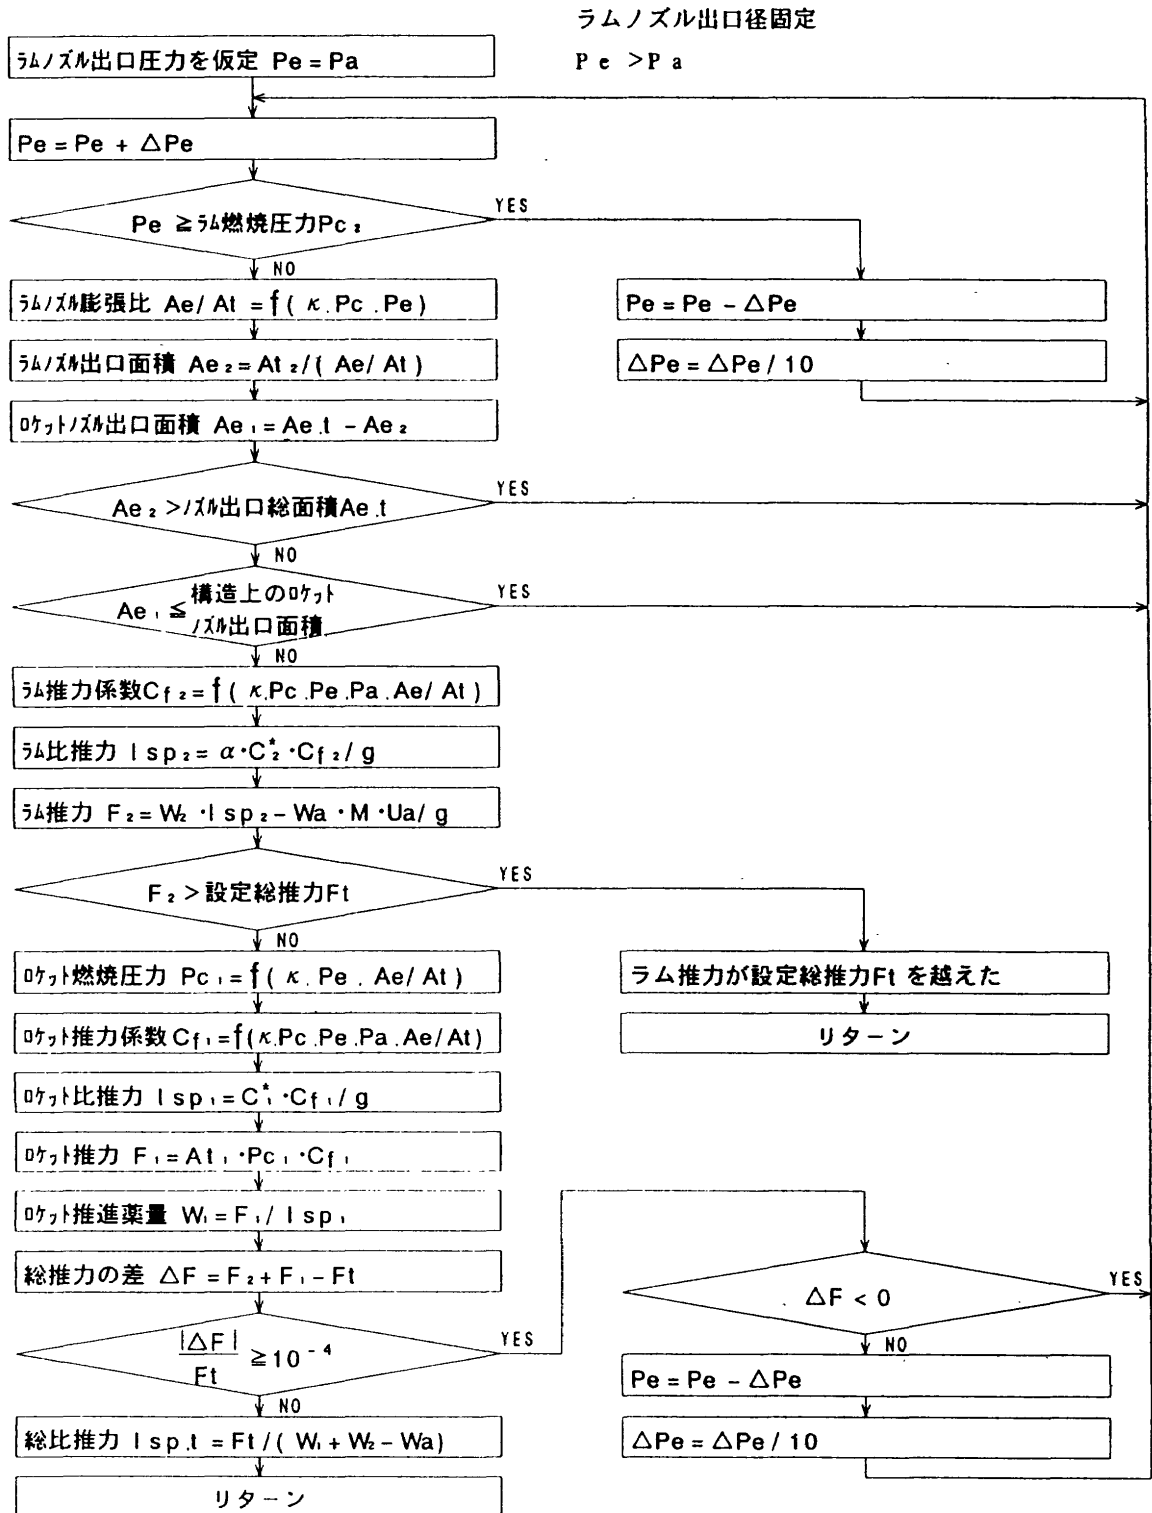 ラムノズル出口径固定
Pe >Pa
ﾗﾑﾉズル出口圧力を仮定 Pe = Pa
Pe = Pe + △Pe
Pe ≧ﾗﾑ燃焼圧力Pc₂
YES
NO
ﾗﾑﾉズル膨張比 Ae/At = f( κ.Pc.Pe)
Pe = Pe - △Pe
ﾗﾑﾉズル出口面積 Ae₂= At₂/( Ae/At)
△Pe = △Pe / 10
ﾛｹｯﾄﾉズル出口面積 Ae₁= Ae.t - Ae₂
Ae₂ >ﾉズル出口総面積Ae.t
YES
NO
Ae₁ ≦ 構造上のﾛｹｯﾄ
ﾉズル出口面積
YES
NO
ﾗﾑ推力係数Cf₂= f( κ.Pc.Pe.Pa.Ae/At)
ﾗﾑ比推力 Isp₂= α・C₂*・Cf₂/g
ﾗﾑ推力 F₂= W₂・Isp₂- Wa・M・Ua/g
F₂ > 設定総推力Ft
YES
NO
ﾛｹｯﾄ燃焼圧力 Pc₁= f( κ. Pe . Ae/At)
ラム推力が設定総推力Ft を越えた
ﾛｹｯﾄ推力係数 Cf₁= f(κ.Pc.Pe.Pa.Ae/At)
リターン
ﾛｹｯﾄ比推力 Isp₁= C₁*・Cf₁/g
ﾛｹｯﾄ推力 F₁= At₁・Pc₁・Cf₁
ﾛｹｯﾄ推進薬量 W₁= F₁/Isp₁
総推力の差 △F = F₂+ F₁- Ft
△F < 0
YES
|△F|/Ft ≧10⁻⁴
YES
NO
Pe = Pe - △Pe
NO
総比推力 Isp.t = Ft/( W₁+ W₂- Wa)
△Pe = △Pe / 10
リターン